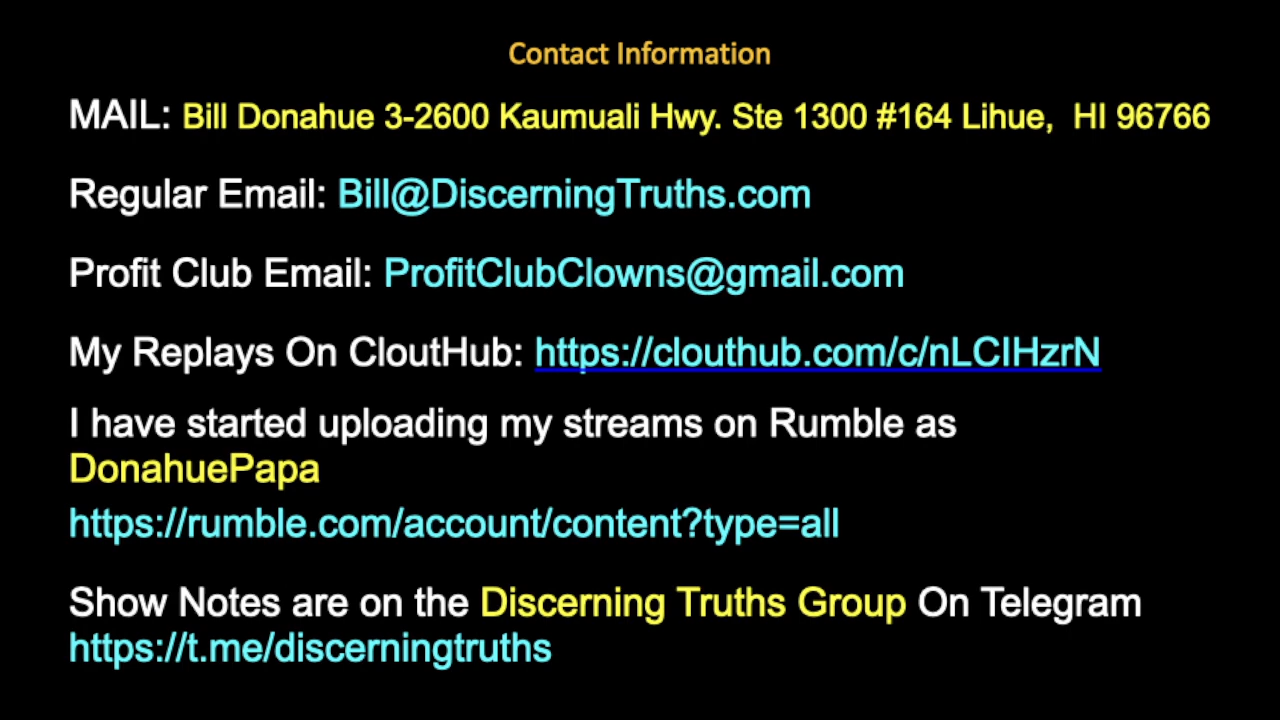 Contact Information
MAIL: Bill Donahue 3-2600 Kaumuali Hwy. Ste 1300 #164 Lihue, HI 96766
Regular Email: Bill@DiscerningTruths.com
Profit Club Email: ProfitClubClowns@gmail.com
My Replays On CloutHub: https://clouthub.com/c/nLCIHzrN
I have started uploading my streams on Rumble as
DonahuePapa
https://rumble.com/account/content?type=all
Show Notes are on the Discerning Truths Group On Telegram
https://t.me/discerningtruths